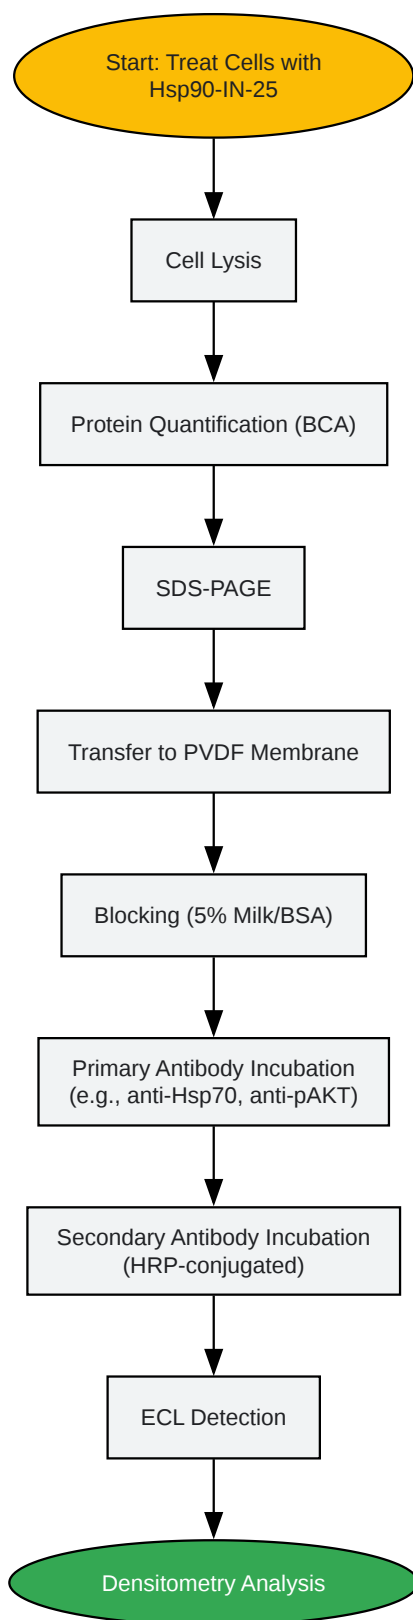 Start: Treat Cells with
Hsp90-IN-25
Cell Lysis
Protein Quantification (BCA)
SDS-PAGE
Transfer to PVDF Membrane
Blocking (5% Milk/BSA)
Primary Antibody Incubation
(e.g., anti-Hsp70, anti-pAKT)
Secondary Antibody Incubation
(HRP-conjugated)
ECL Detection
Densitometry Analysis